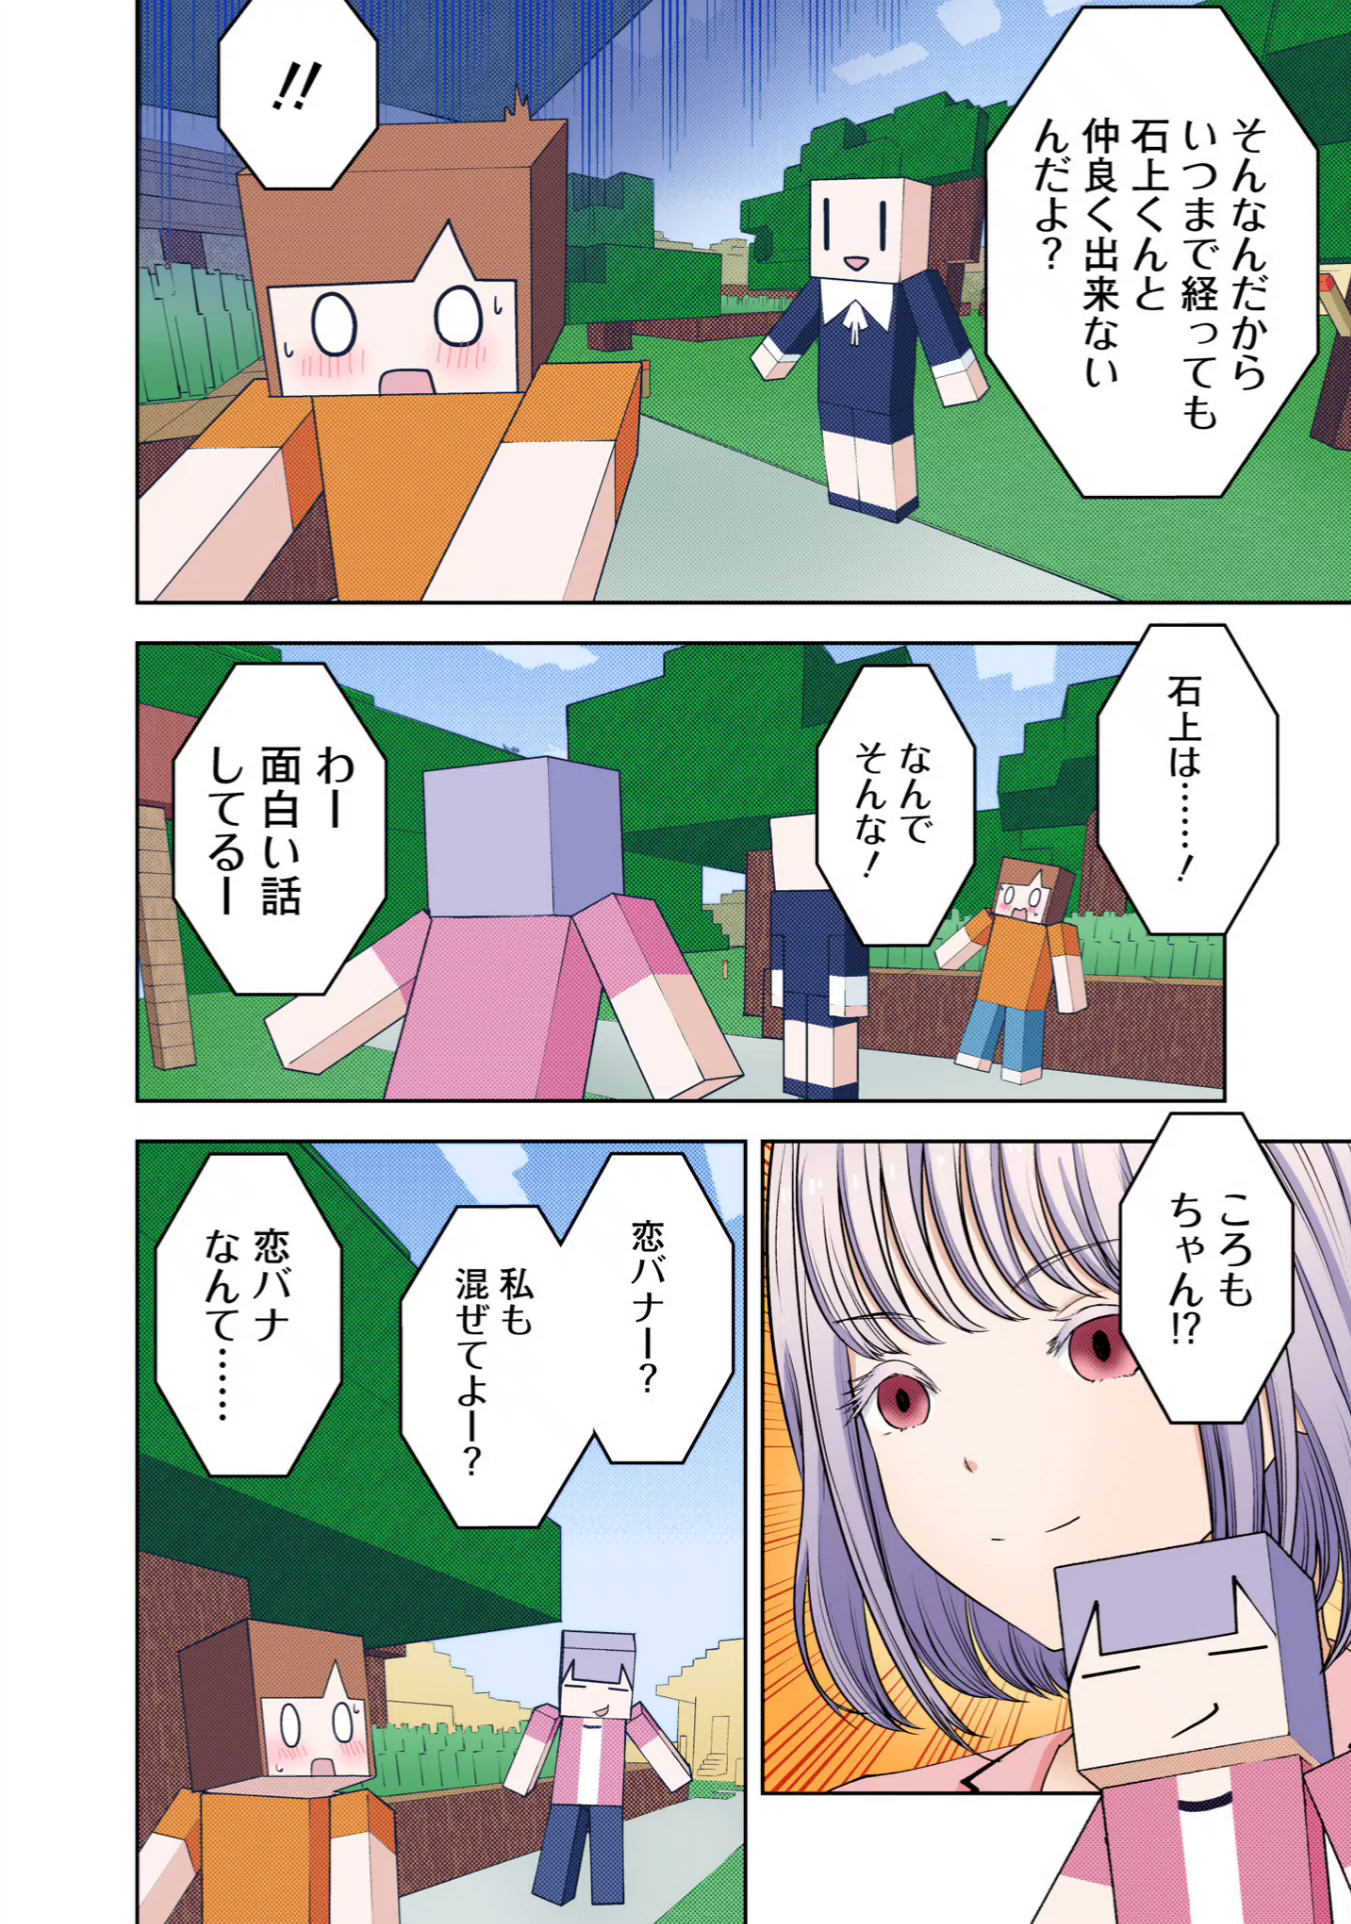 そんなんだから
いつまで経っても
石上くんと
仲良く出来ない
んだよ？
!!
石上は……！
なんで
そんな！
わー
面白い話
してるー
ころも
ちゃん!?
恋バナー？
私も
混ぜてよー？
恋バナ
なんて……